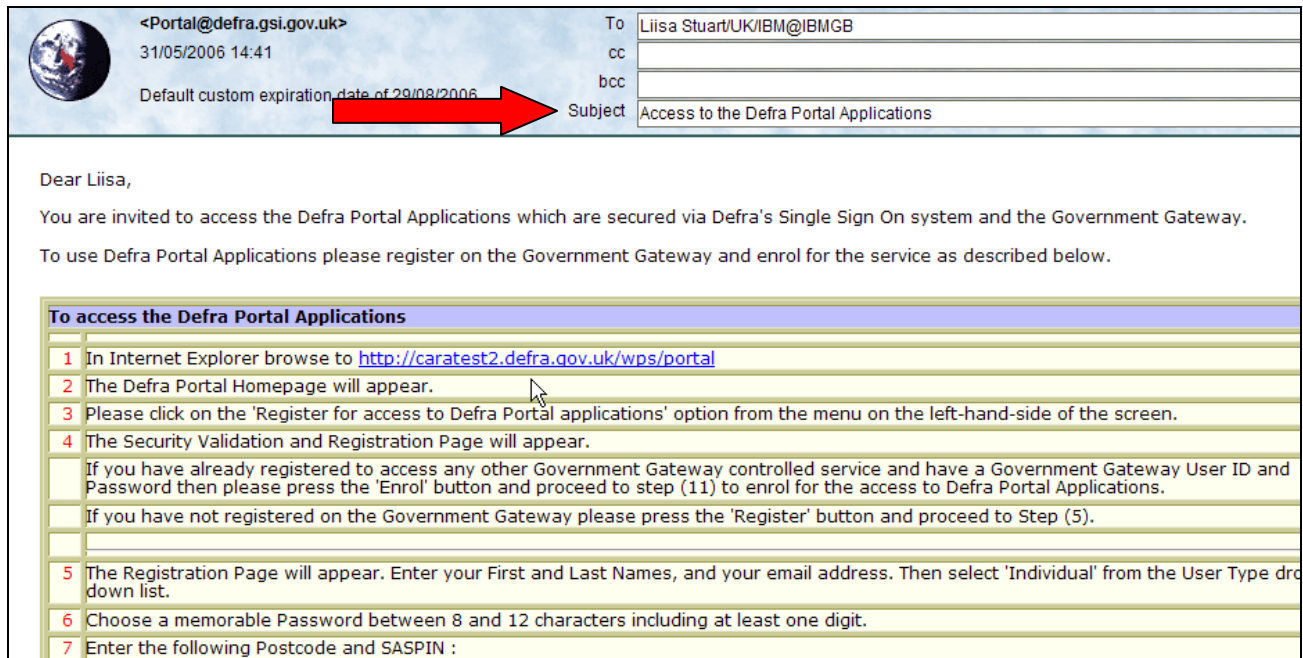 <Portal@defra.gsi.gov.uk>
31/05/2006 14:41
Default custom expiration date of 29/08/2006
To Liisa Stuart/UK/IBM@IBMGB
cc
bcc
Subject Access to the Defra Portal Applications
Dear Liisa,
You are invited to access the Defra Portal Applications which are secured via Defra's Single Sign On system and the Government Gateway.
To use Defra Portal Applications please register on the Government Gateway and enrol for the service as described below.
To access the Defra Portal Applications
1 In Internet Explorer browse to http://caratest2.defra.gov.uk/wps/portal
2 The Defra Portal Homepage will appear.
3 Please click on the 'Register for access to Defra Portal applications' option from the menu on the left-hand-side of the screen.
4 The Security Validation and Registration Page will appear.
If you have already registered to access any other Government Gateway controlled service and have a Government Gateway User ID and
Password then please press the 'Enrol' button and proceed to step (11) to enrol for the access to Defra Portal Applications.
If you have not registered on the Government Gateway please press the 'Register' button and proceed to Step (5).
5 The Registration Page will appear. Enter your First and Last Names, and your email address. Then select 'Individual' from the User Type dro
down list.
6 Choose a memorable Password between 8 and 12 characters including at least one digit.
7 Enter the following Postcode and SASPIN :